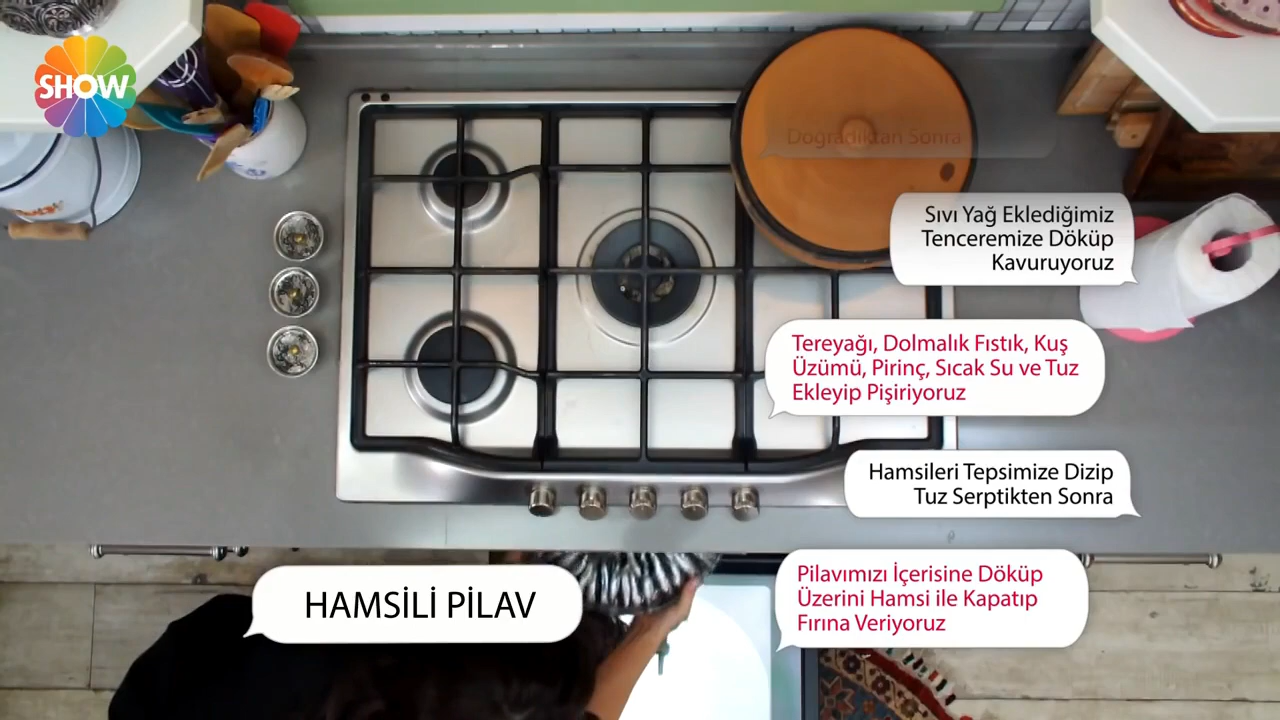 SHOW
Doğradıktan Sonra
Sıvı Yağ Eklediğimiz
Tenceremize Döküp
Kavuruyoruz
Tereyağı, Dolmalık Fıstık, Kuş
Üzümü, Pirinç, Sıcak Su ve Tuz
Ekleyip Pişiriyoruz
Hamsileri Tepsimize Dizip
Tuz Serptikten Sonra
Pilavımızı İçerisine Döküp
Üzerini Hamsi ile Kapatıp
Fırına Veriyoruz
HAMSİLİ PİLAV